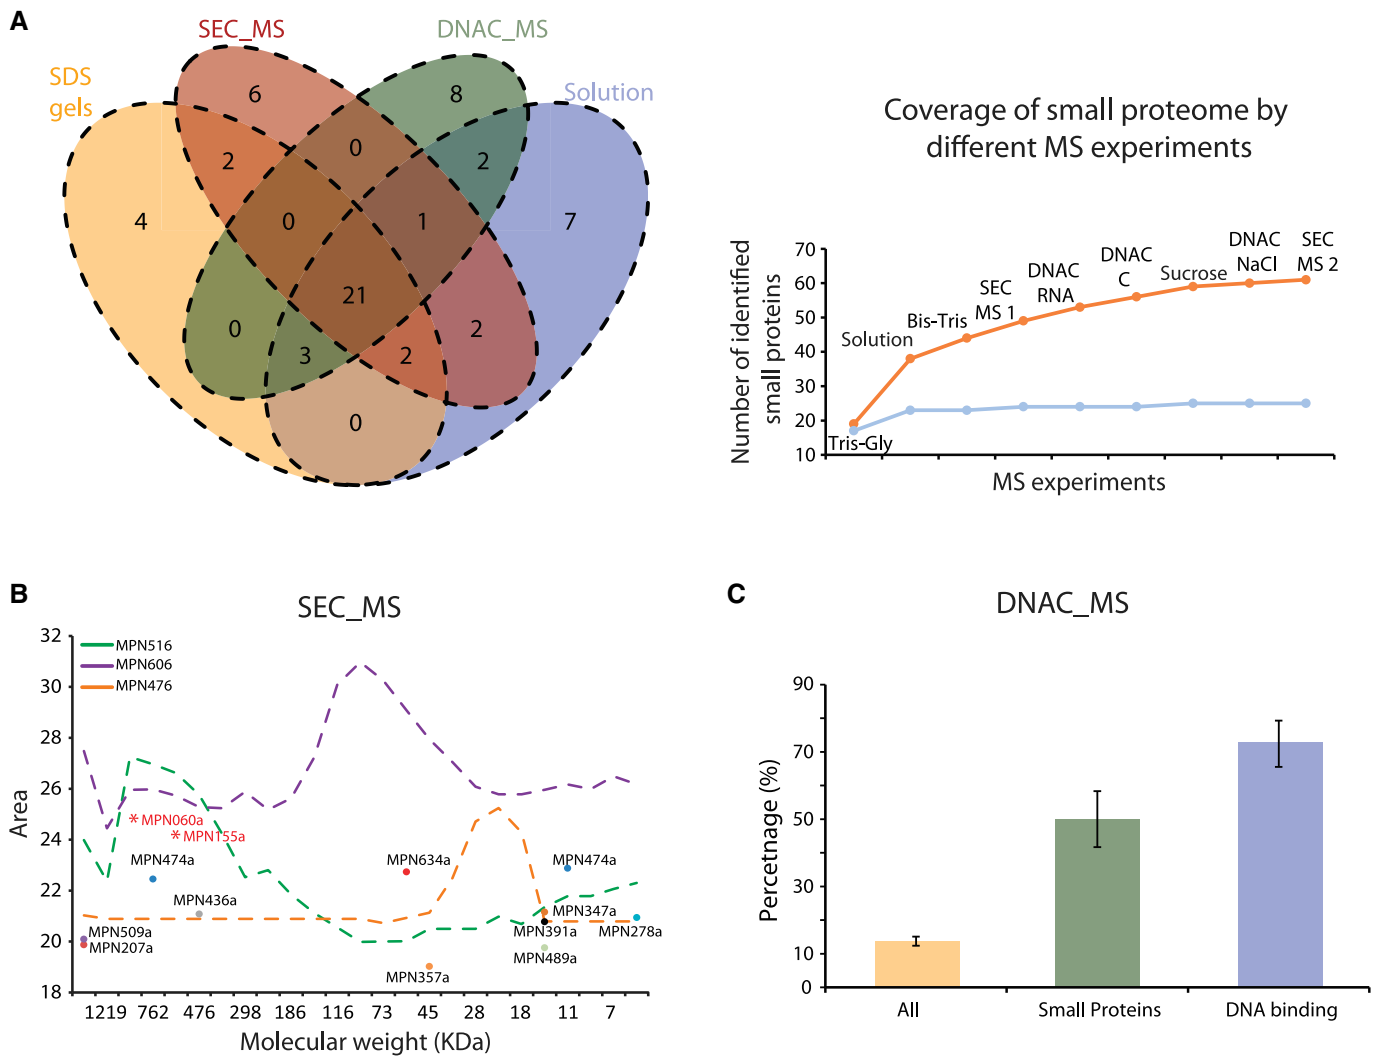 A
SEC_MS
DNAC_MS
SDS
gels
Solution
6
8
0
2
2
4
0
1
7
21
0
2
3
2
0
Coverage of small proteome by
different MS experiments
Number of identified
small proteins
70
60
50
40
30
20
10
Tris-Gly
Solution
Bis-Tris
SEC
MS 1
DNAC
RNA
DNAC
C
Sucrose
DNAC
NaCl
SEC
MS 2
MS experiments
B
SEC_MS
Area
32
30
28
26
24
22
20
18
MPN516
MPN606
MPN476
* MPN060a
* MPN155a
MPN474a
MPN436a
MPN509a
MPN207a
MPN634a
MPN474a
MPN347a
MPN391a
MPN278a
MPN489a
MPN357a
1219 762 476 298 186 116 73 45 28 18 11 7
Molecular weight (KDa)
C
DNAC_MS
Percetnage (%)
90
70
50
30
10
0
All
Small Proteins
DNA binding